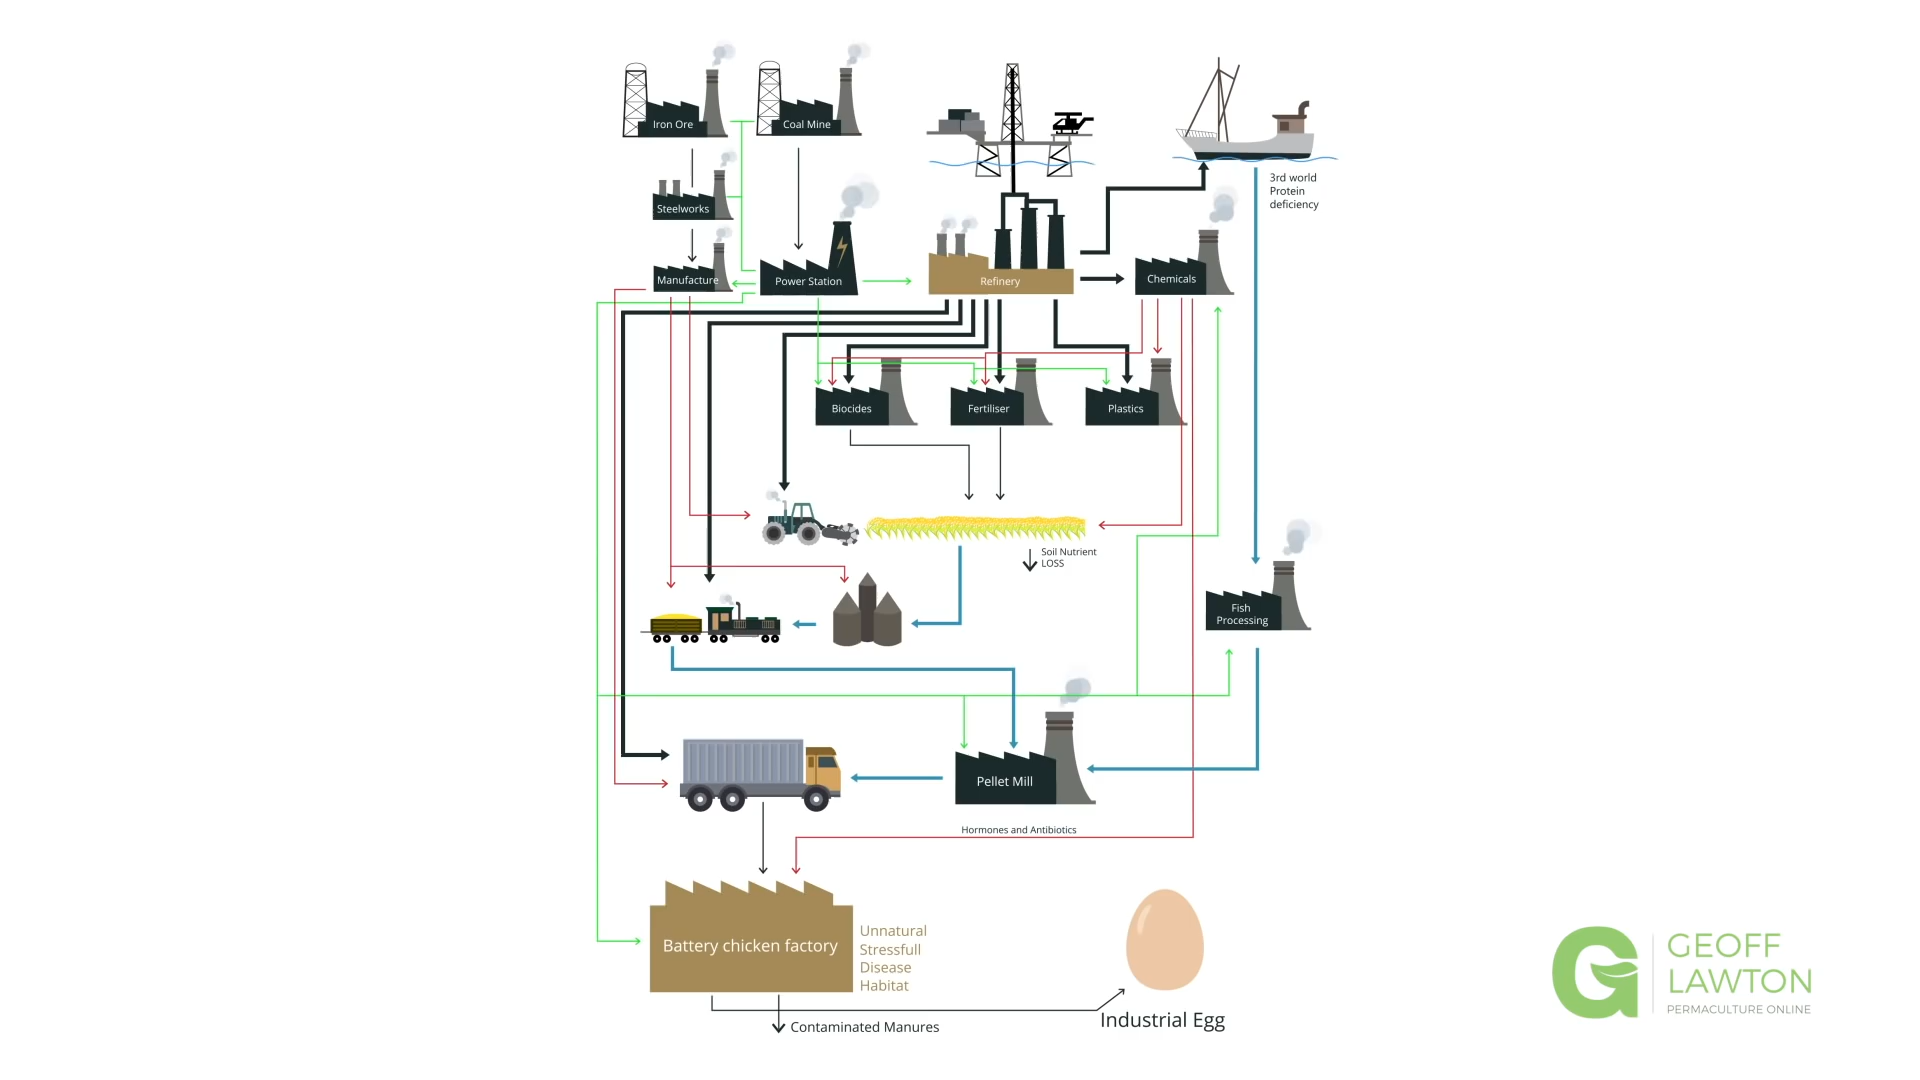 Iron Ore
Coal Mine
3rd world
Protein
deficiency
Steelworks
Manufacture
Power Station
Refinery
Chemicals
Biocides
Fertiliser
Plastics
Soil Nutrient
LOSS
Fish
Processing
Pellet Mill
Hormones and Antibiotics
Battery chicken factory
Unnatural
Stressfull
Disease
Habitat
Contaminated Manures
Industrial Egg
GEOFF
LAWTON
PERMACULTURE ONLINE